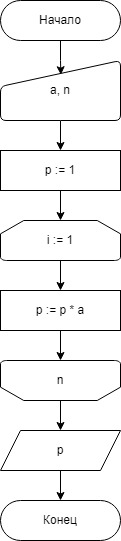 Начало
a, n
p := 1
i := 1
p := p * a
n
p
Конец